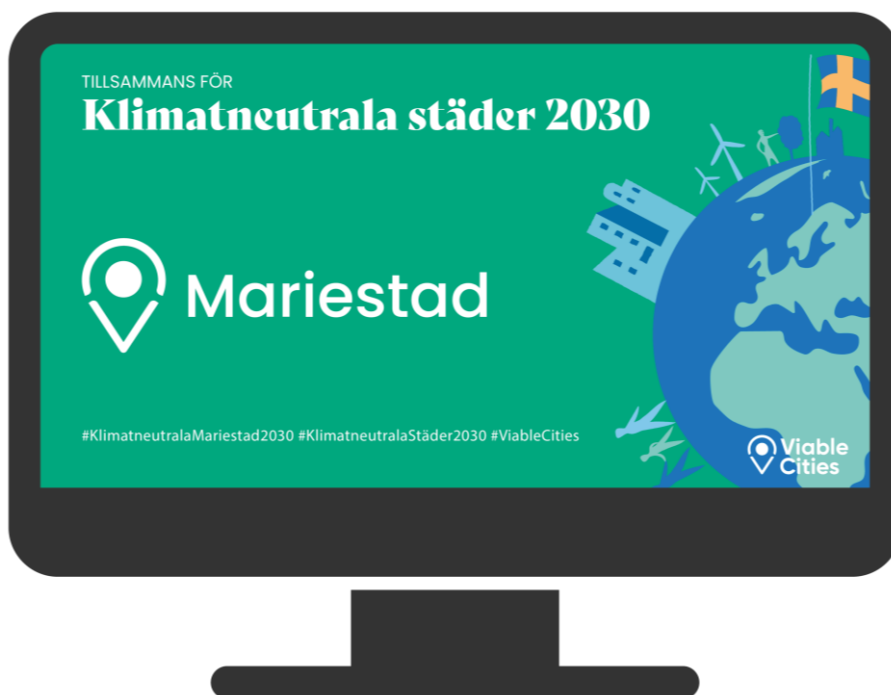 TILLSAMMANS FÖR
Klimatneutrala städer 2030
Mariestad
#KlimatneutralaMariestad2030 #KlimatneutralaStäder2030 #ViableCities
Viable
Cities